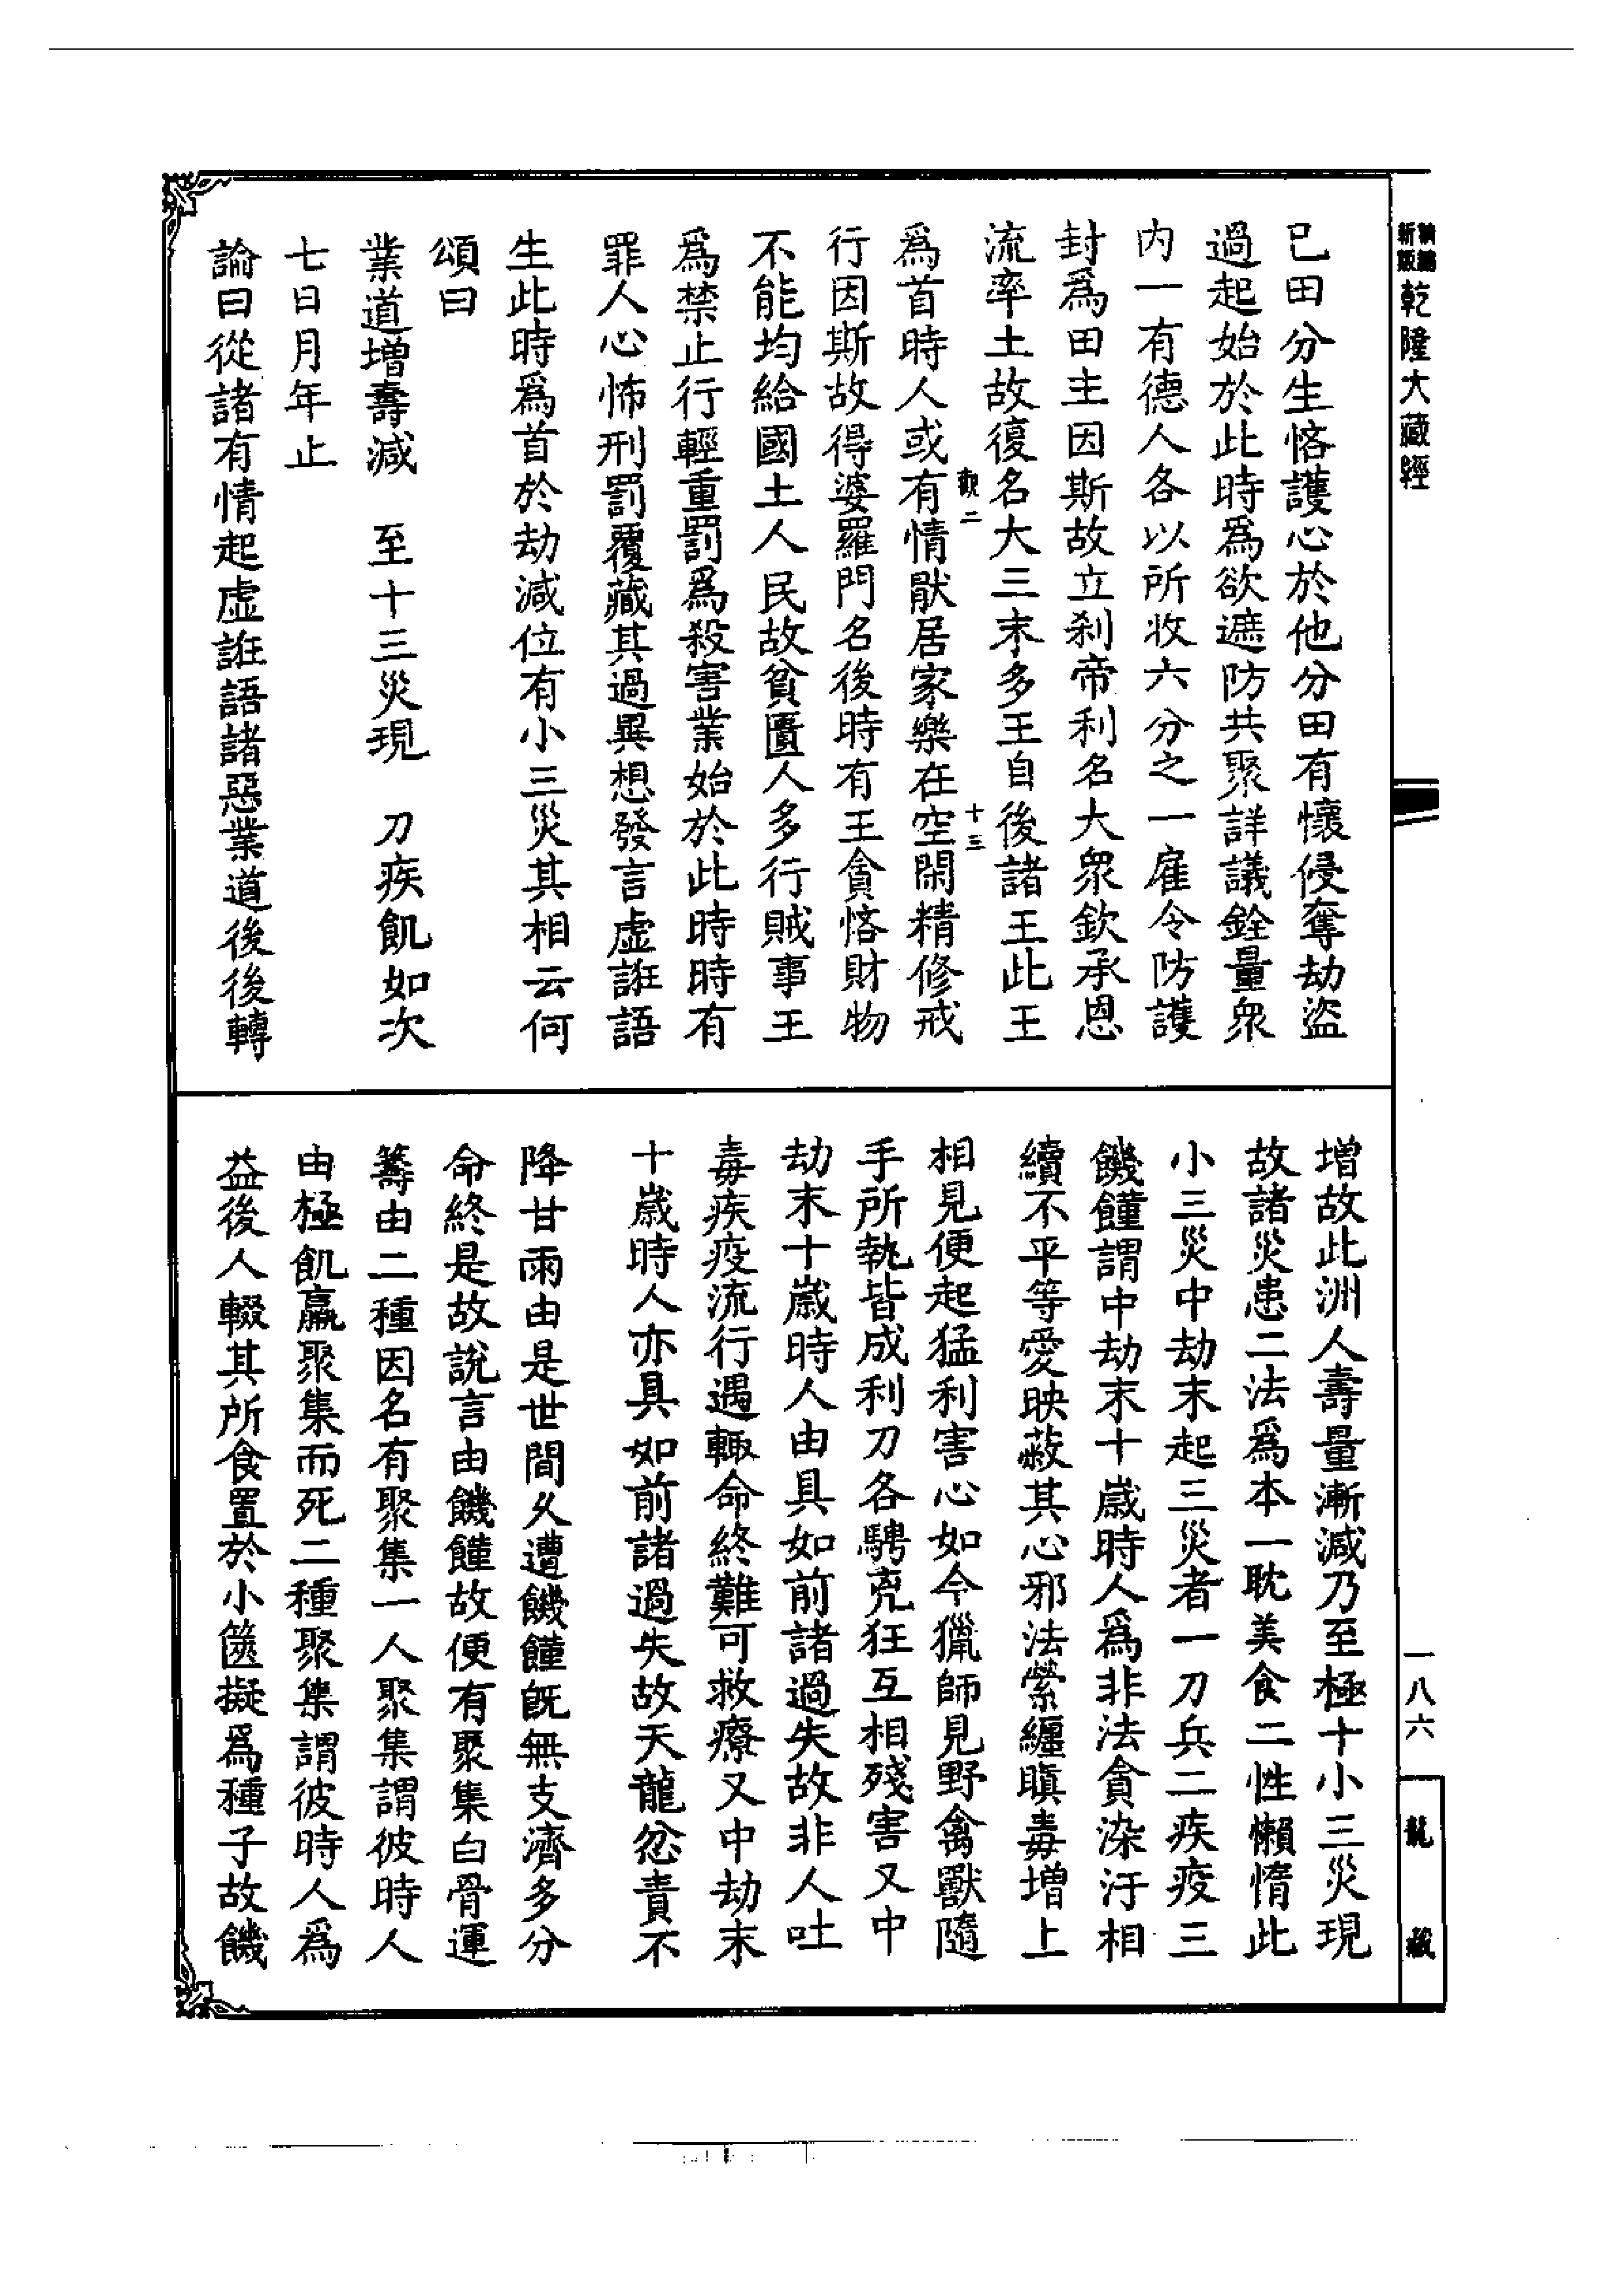 精編
新版
乾隆大藏經
已田分生悋護心於他分田有懷侵奪劫盜
過起始於此時爲欲遮防共聚詳議銓量衆
内一有德人各以所收六分之一雇令防護
封爲田主因斯故立刹帝利名大衆欽承恩
流率土故復名大三末多王自後諸王此王
觀二
十三
爲首時人或有情猒居家樂在空閑精修戒
行因斯故得婆羅門名後時有王貪悋財物
不能均給國土人民故貧匱人多行賊事王
爲禁止行輕重罰爲殺害業始於此時時有
罪人心怖刑罰覆藏其過異想發言虛誑語
生此時爲首於劫減位有小三災其相云何
頌曰
業道增壽減 至十三災現 刀疾飢如次
七日月年止
論曰從諸有情起虛誑語諸惡業道後後轉
增故此洲人壽量漸減乃至極十小三災現
故諸災患二法爲本一耽美食二性懶惰此
小三災中劫末起三災者一刀兵二疾疫三
饑饉謂中劫末十歲時人爲非法貪染汙相
續不平等愛映蔽其心邪法縈纏瞋毒增上
相見便起猛利害心如今獵師見野禽獸隨
手所執皆成利刀各騁兇狂互相殘害又中
劫末十歲時人由具如前諸過失故非人吐
毒疾疫流行遇輒命終難可救療又中劫末
十歲時人亦具如前諸過失故天龍忿責不
降甘雨由是世間久遭饑饉既無支濟多分
命終是故說言由饑饉故便有聚集白骨運
籌由二種因名有聚集一人聚集謂彼時人
由極飢羸聚集而死二種聚集謂彼時人爲
益後人輟其所食置於小篋擬爲種子故饑
一八六
龍藏